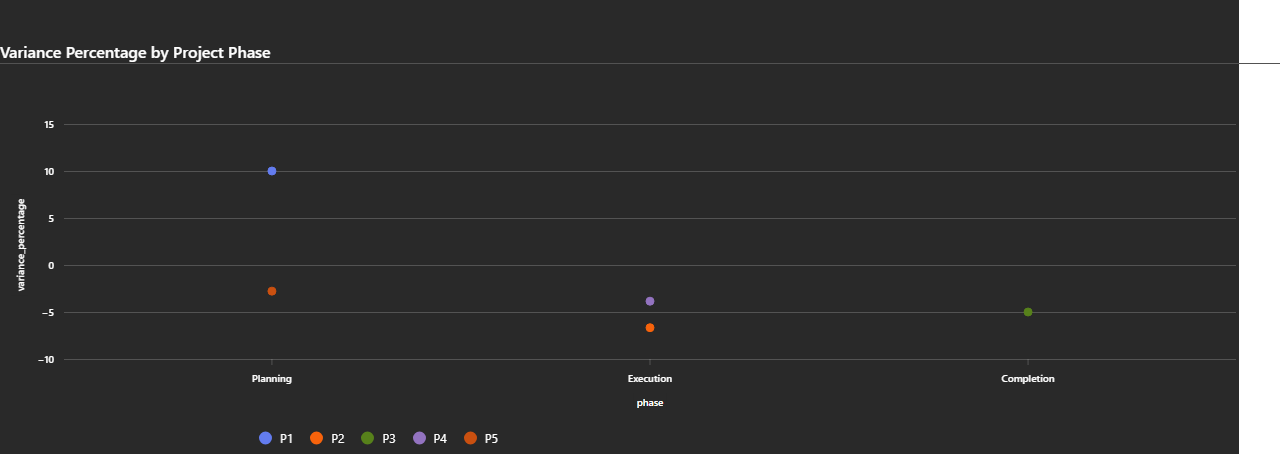 Variance Percentage by Project Phase
15
10
5
0
−5
−10
variance_percentage
Planning Execution Completion
phase
P1 P2 P3 P4 P5